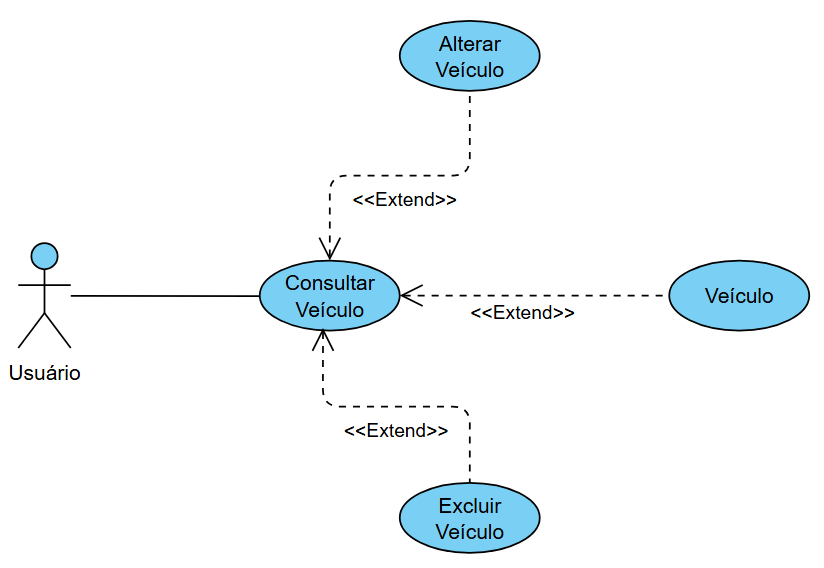 Alterar
Veículo
<<Extend>>
Consultar
Veículo
Veículo
<<Extend>>
Usuário
<<Extend>>
Excluir
Veículo